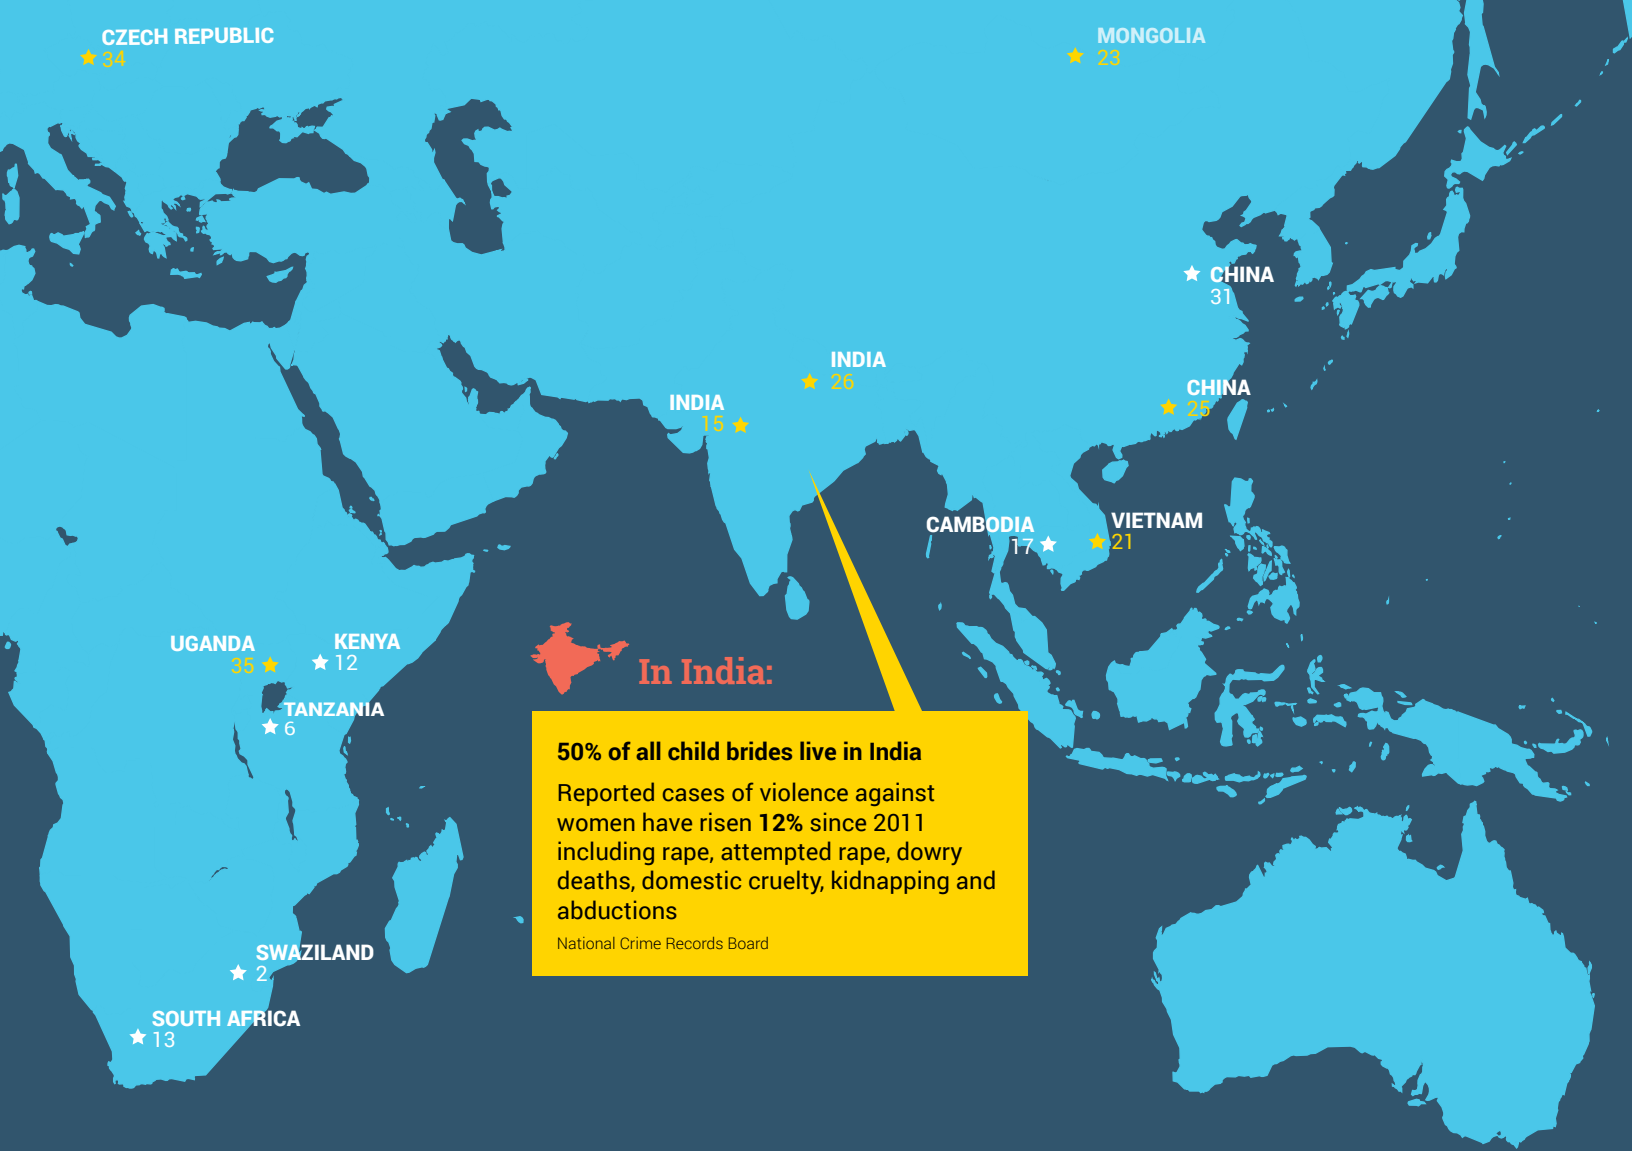 CZECH REPUBLIC
34
MONGOLIA
23
CHINA
31
INDIA
26
INDIA
15
CHINA
25
CAMBODIA
17
VIETNAM
21
UGANDA
35
KENYA
12
TANZANIA
6
In India:
50% of all child brides live in India
Reported cases of violence against
women have risen 12% since 2011
including rape, attempted rape, dowry
deaths, domestic cruelty, kidnapping and
abductions
National Crime Records Board
SWAZILAND
2
SOUTH AFRICA
13